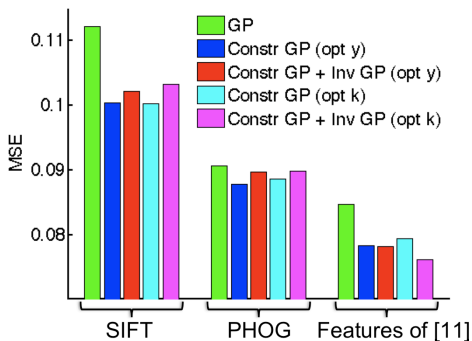 0.11
0.1
0.09
0.08
MSE
GP
Constr GP (opt y)
Constr GP + Inv GP (opt y)
Constr GP (opt k)
Constr GP + Inv GP (opt k)
SIFT
PHOG
Features of [11]